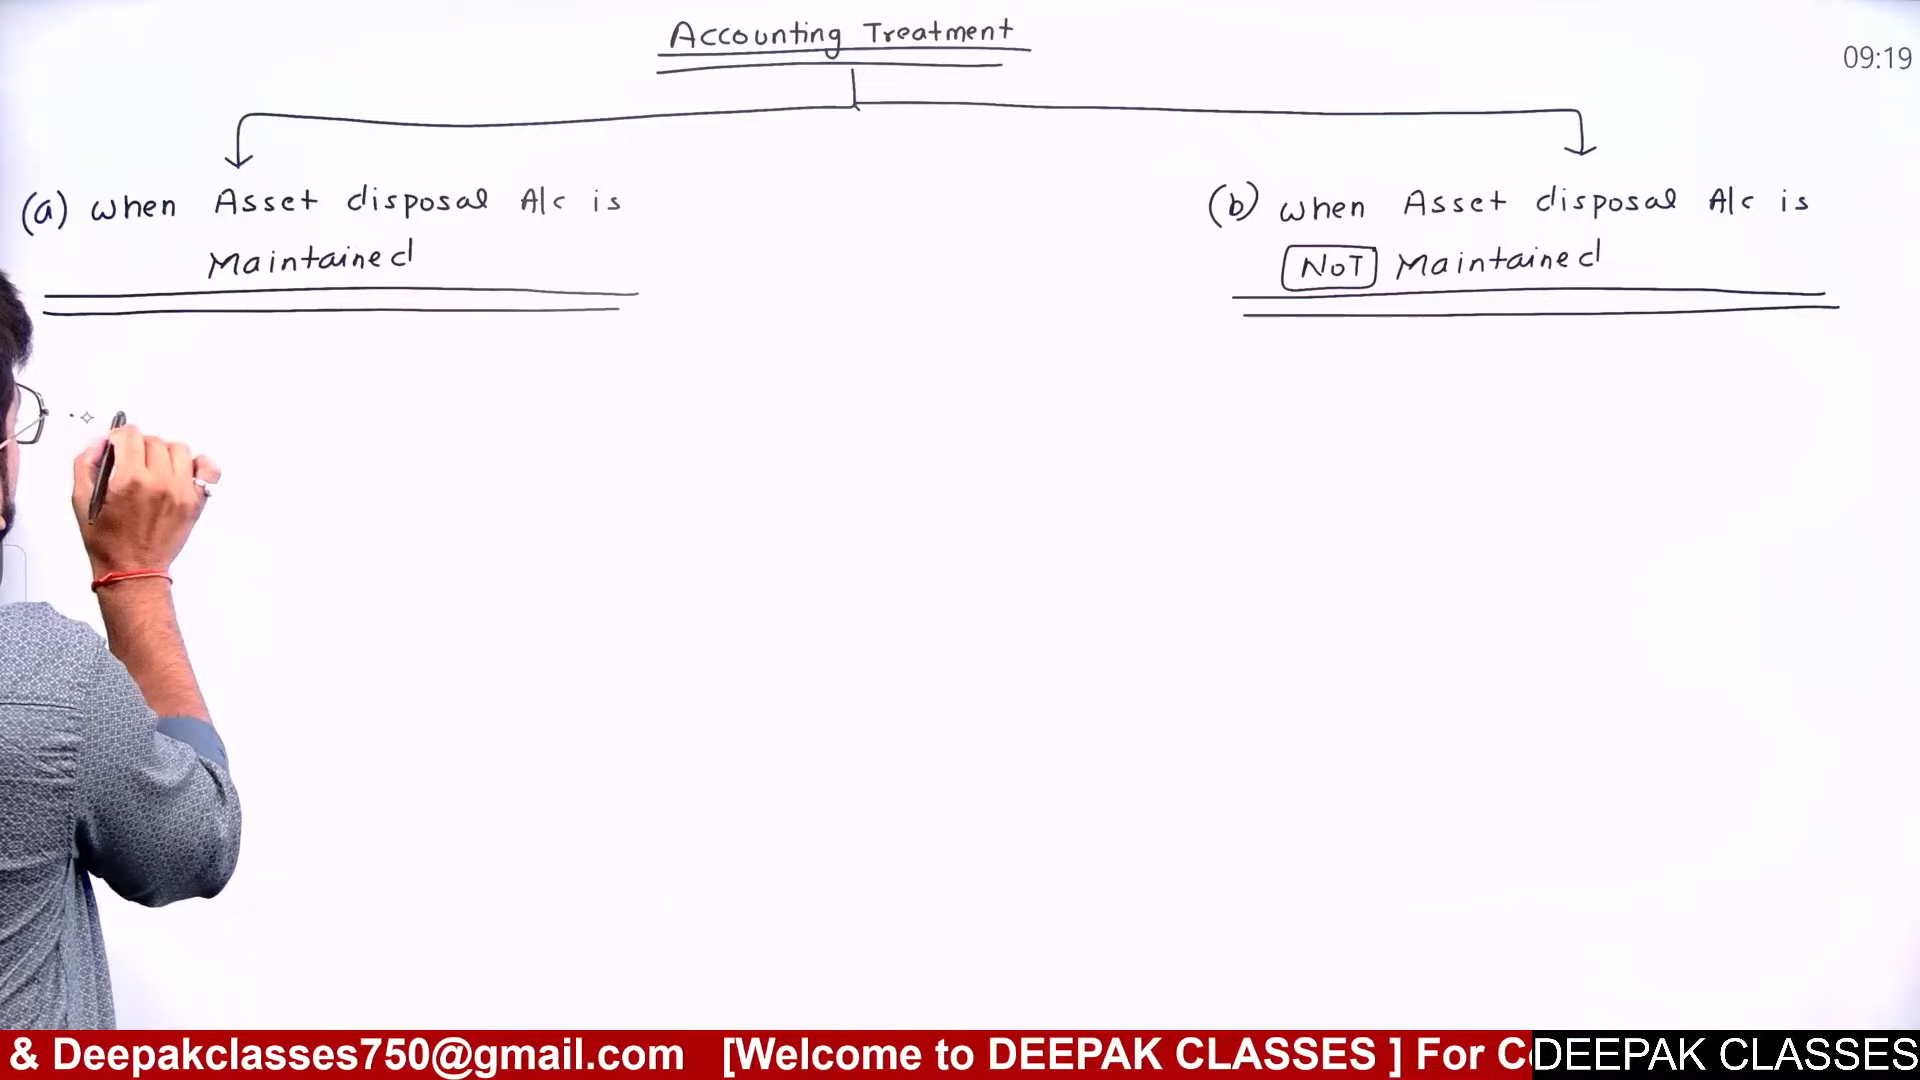 Accounting Treatment
09:19
(a) when Asset disposal A/c is
Maintained
(b) when Asset disposal A/c is
NOT Maintained
& Deepakclasses750@gmail.com [Welcome to DEEPAK CLASSES ] For
DEEPAK CLASSES